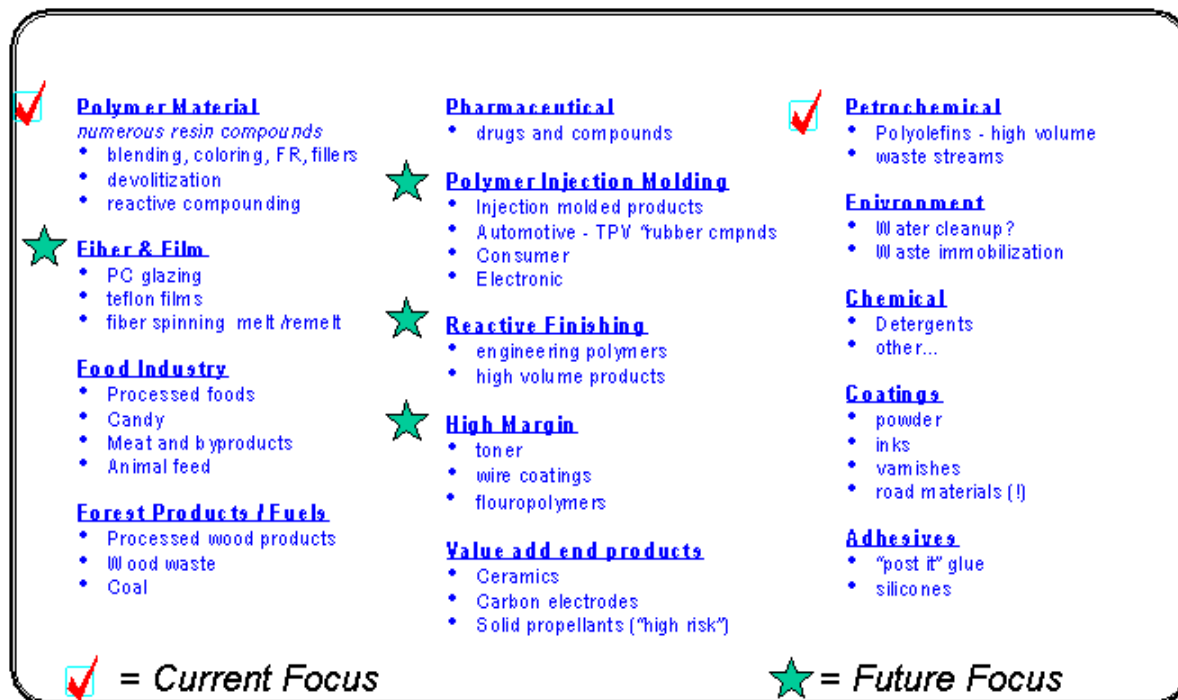 Polymer Material
numerous resin compounds
• blending, coloring, FR, fillers
• devolitization
• reactive compounding
Fiber & Film
• PC glazing
• teflon films
• fiber spinning melt /remelt
Food Industry
• Processed foods
• Candy
• Meat and byproducts
• Animal feed
Forest Products / Fuels
• Processed wood products
• Wood waste
• Coal
Pharmaceutical
• drugs and compounds
Polymer Injection Molding
• Injection molded products
• Automotive - TPV “rubber cmpnds
• Consumer
• Electronic
Reactive Finishing
• engineering polymers
• high volume products
High Margin
• toner
• wire coatings
• flouropolymers
Value add end products
• Ceramics
• Carbon electrodes
• Solid propellants (“high risk”)
Petrochemical
• Polyolefins - high volume
• waste streams
Enivronment
• Water cleanup?
• Waste immobilization
Chemical
• Detergents
• other...
Coatings
• powder
• inks
• varnishes
• road materials (!)
Adhesives
• “post it” glue
• silicones
= Current Focus
= Future Focus